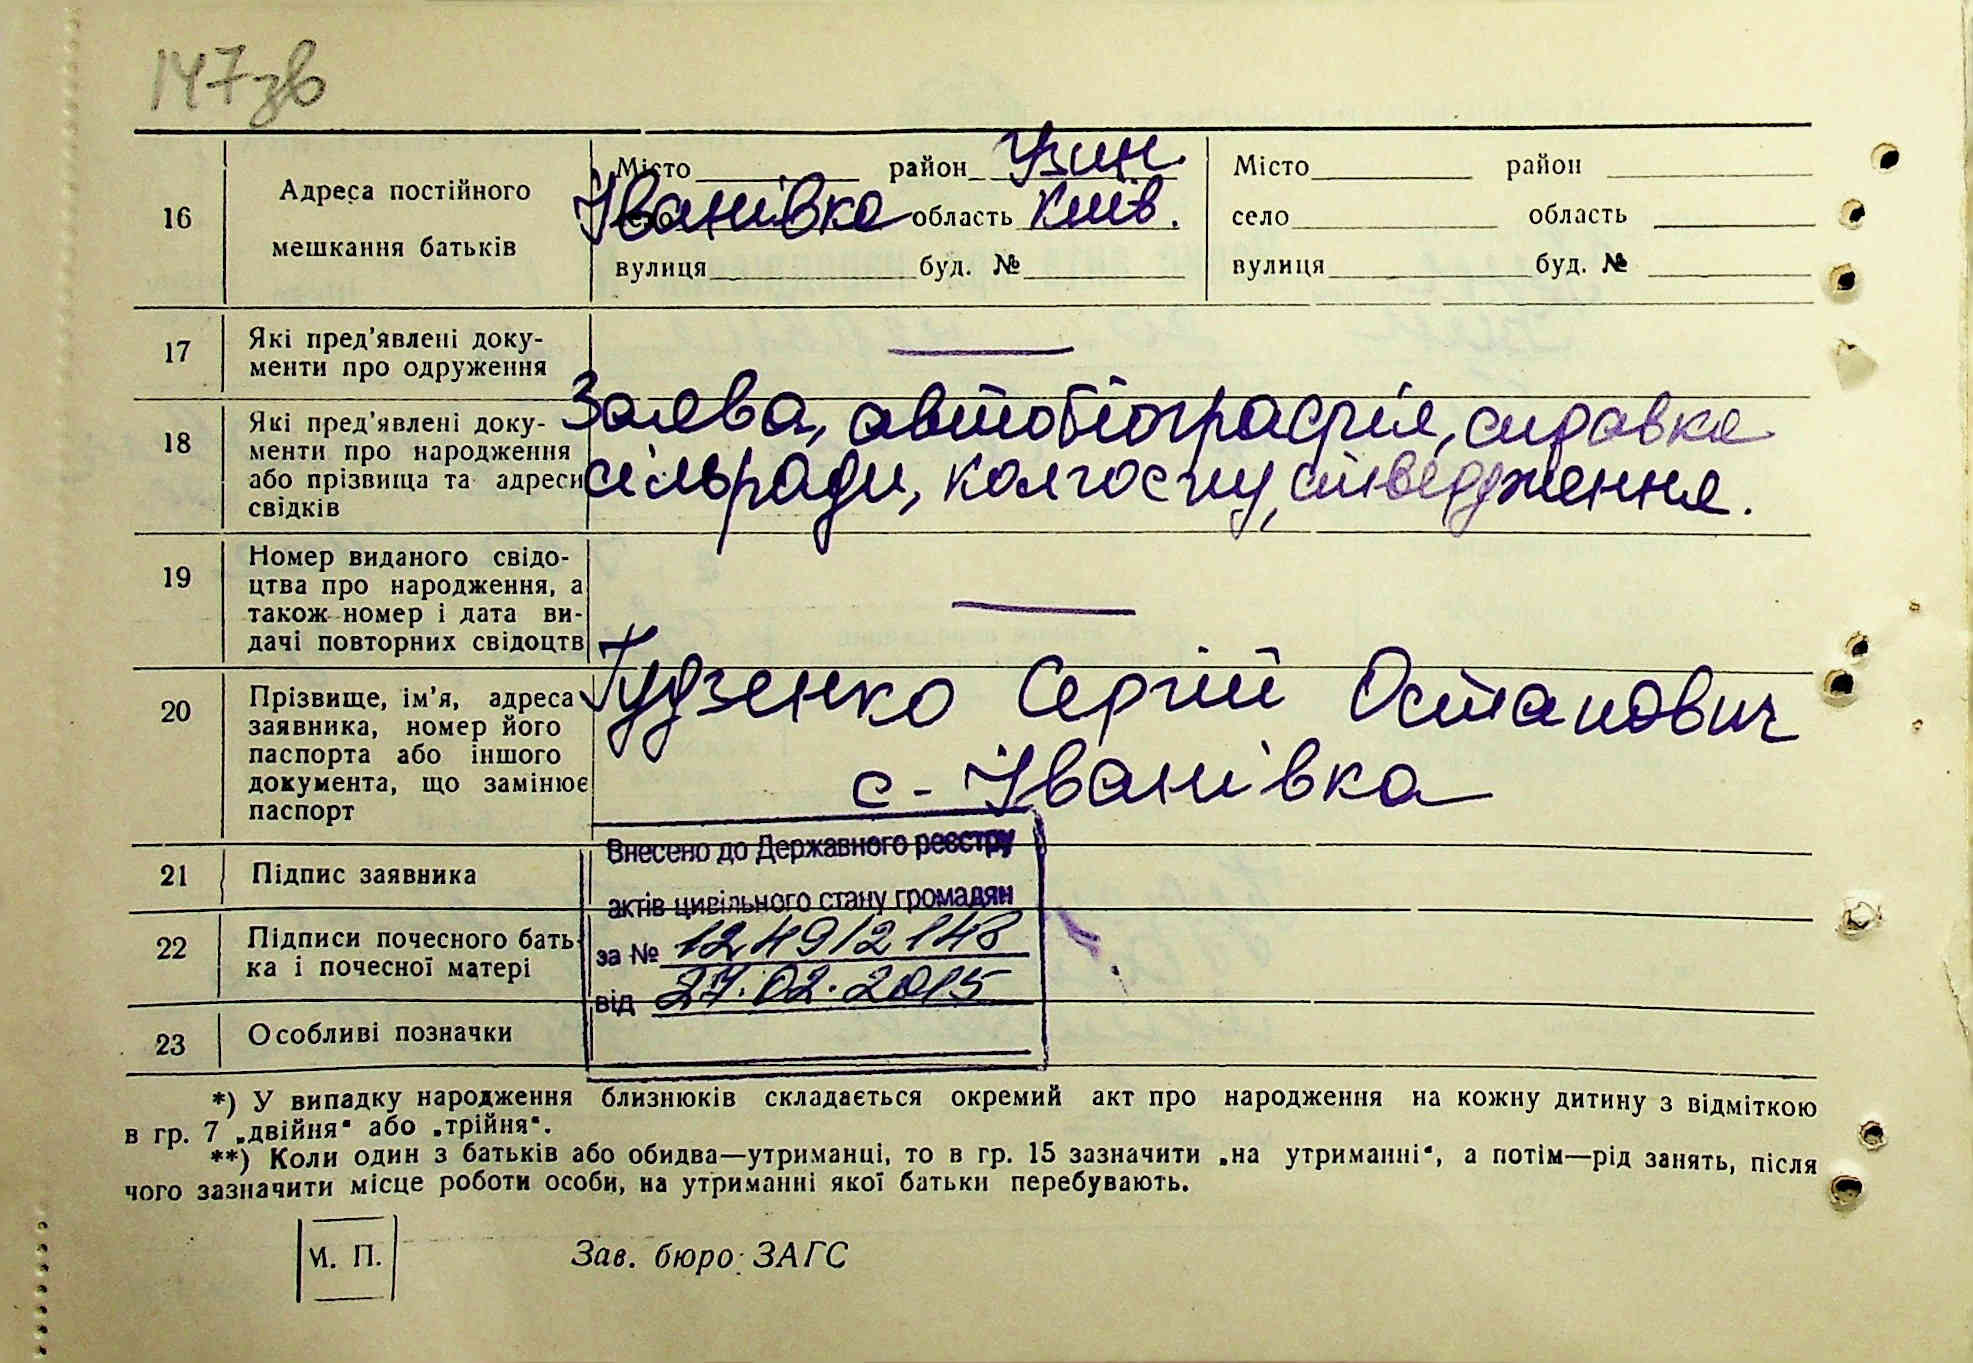 147зв
16 Адреса постійного мешкання батьків
Місто район Узин. Місто район
Іванівка область Київ. село область
вулиця буд. № вулиця буд. №
17 Які пред'явлені доку-
менти про одруження
18 Які пред'явлені доку-
менти про народження
або прізвища та адреси
свідків
Заява, автобіографія, справка
сільради, колгоспу, ствердження.
19 Номер виданого свідо-
цтва про народження, а
також номер і дата ви-
дачі повторних свідоцтв
20 Прізвище, ім'я, адреса
заявника, номер його
паспорта або іншого
документа, що замінює
паспорт
Гудзенко Сергій Остапович
с - Іванівка
21 Підпис заявника
22 Підписи почесного бать-
ка і почесної матері
23 Особливі позначки
Внесено до Державного реєстру
актів цивільного стану громадян
за № 1249/2148
від 27.02.2015
*) У випадку народження близнюків складається окремий акт про народження на кожну дитину з відміткою
в гр. 7 „двійня" або „трійня".
**) Коли один з батьків або обидва—утриманці, то в гр. 15 зазначити „на утриманні", а потім—рід занять, після
чого зазначити місце роботи особи, на утриманні якої батьки перебувають.
М. П. Зав. бюро ЗАГС